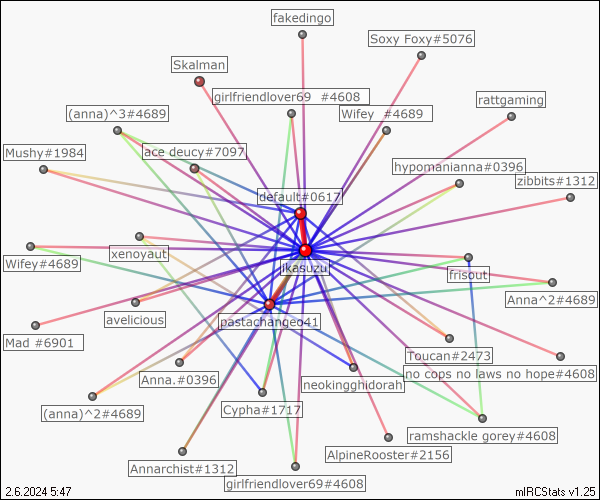 fakedingo
Soxy Foxy#5076
Skalman
girlfriendlover69 #4608
rattgaming
(anna)^3#4689
Wifey_#4689
Mushy#1984
ace deucy#7097
hypomanianna#0396
zibbits#1312
default#0617
Wifey#4689
xenoyaut
Ikasuzu
frisout
Anna^2#4689
avelicious
pastachangeo41
Mad #6901
Toucan#2473
no cops no laws no hope#4608
Anna.#0396
neokingghidorah
(anna)^2#4689
Cypha#1717
ramshackle gorey#4608
AlpineRooster#2156
Annarchist#1312
girlfriendlover69#4608
2.6.2024 5:47
mIRCStats v1.25